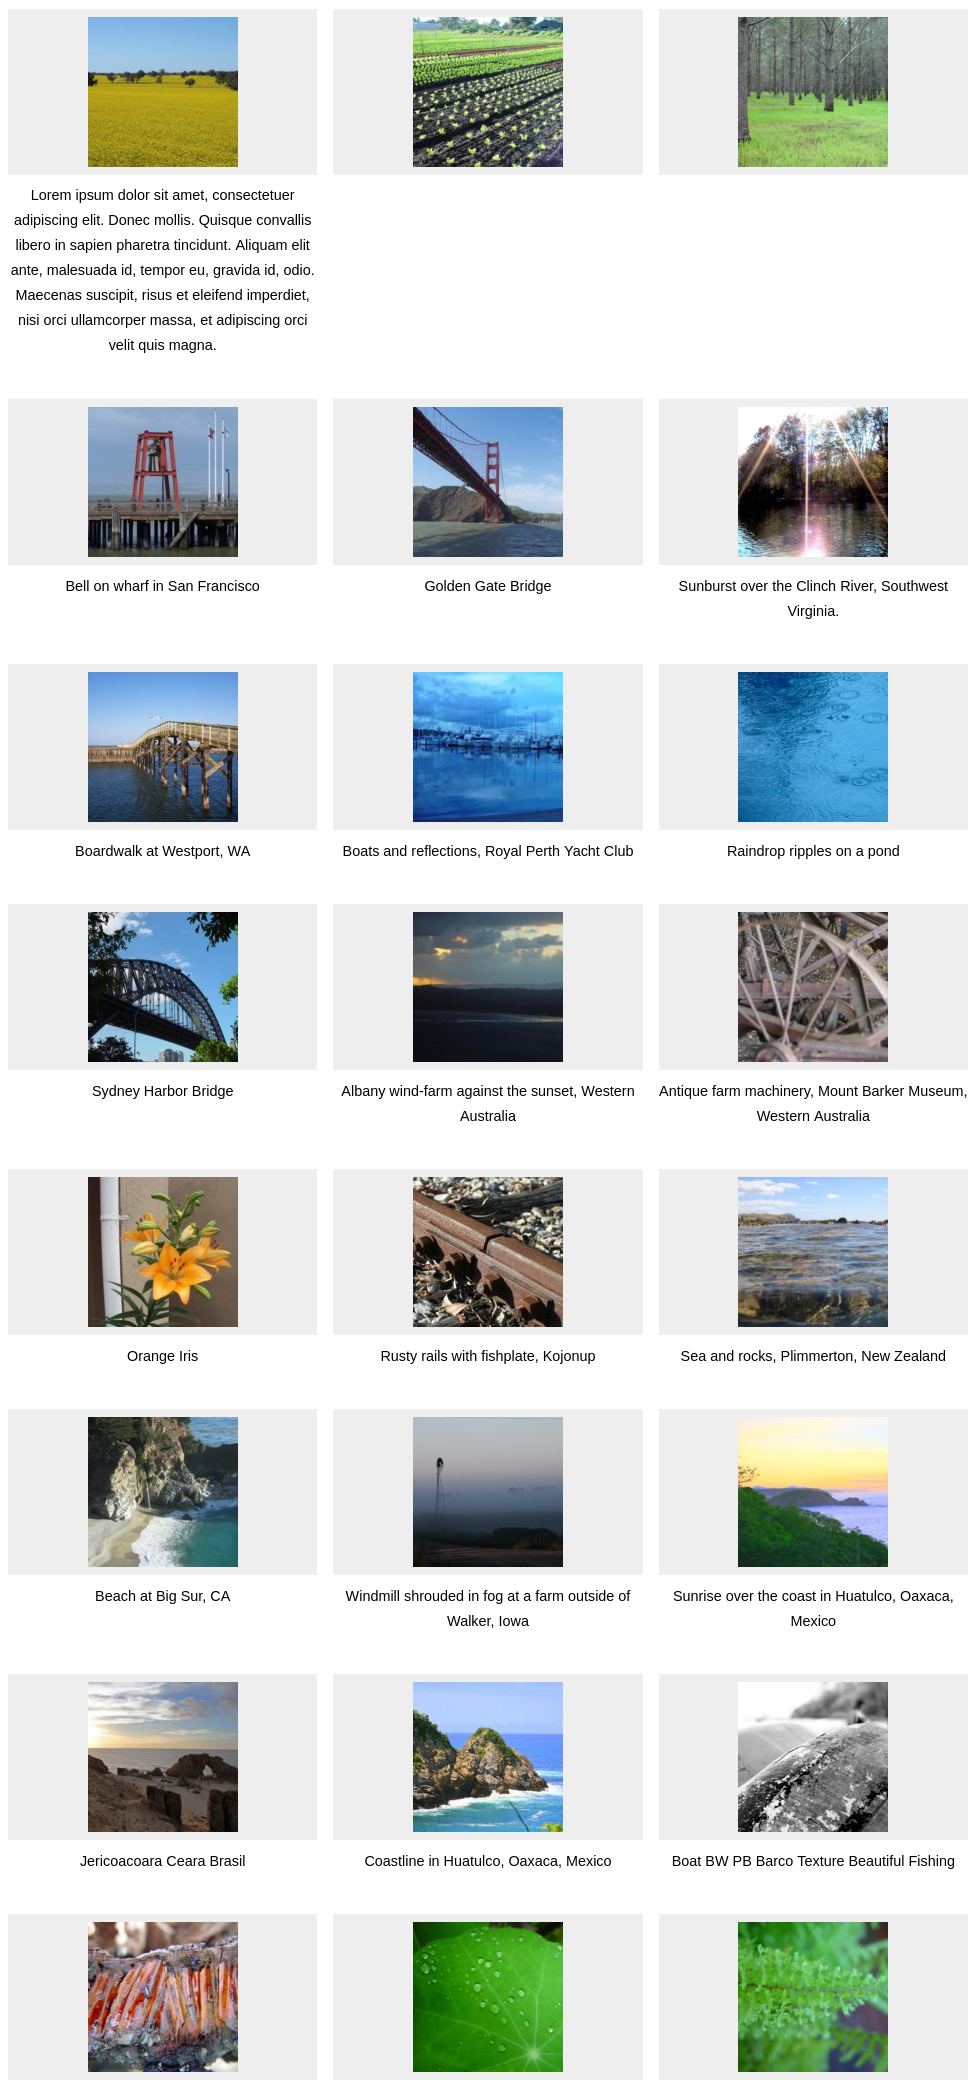 Lorem ipsum dolor sit amet, consectetuer
adipiscing elit. Donec mollis. Quisque convallis
libero in sapien pharetra tincidunt. Aliquam elit
ante, malesuada id, tempor eu, gravida id, odio.
Maecenas suscipit, risus et eleifend imperdiet,
nisi orci ullamcorper massa, et adipiscing orci
velit quis magna.
Bell on wharf in San Francisco
Golden Gate Bridge
Sunburst over the Clinch River, Southwest
Virginia.
Boardwalk at Westport, WA
Boats and reflections, Royal Perth Yacht Club
Raindrop ripples on a pond
Sydney Harbor Bridge
Albany wind-farm against the sunset, Western
Australia
Antique farm machinery, Mount Barker Museum,
Western Australia
Orange Iris
Rusty rails with fishplate, Kojonup
Sea and rocks, Plimmerton, New Zealand
Beach at Big Sur, CA
Windmill shrouded in fog at a farm outside of
Walker, Iowa
Sunrise over the coast in Huatulco, Oaxaca,
Mexico
Jericoacoara Ceara Brasil
Coastline in Huatulco, Oaxaca, Mexico
Boat BW PB Barco Texture Beautiful Fishing